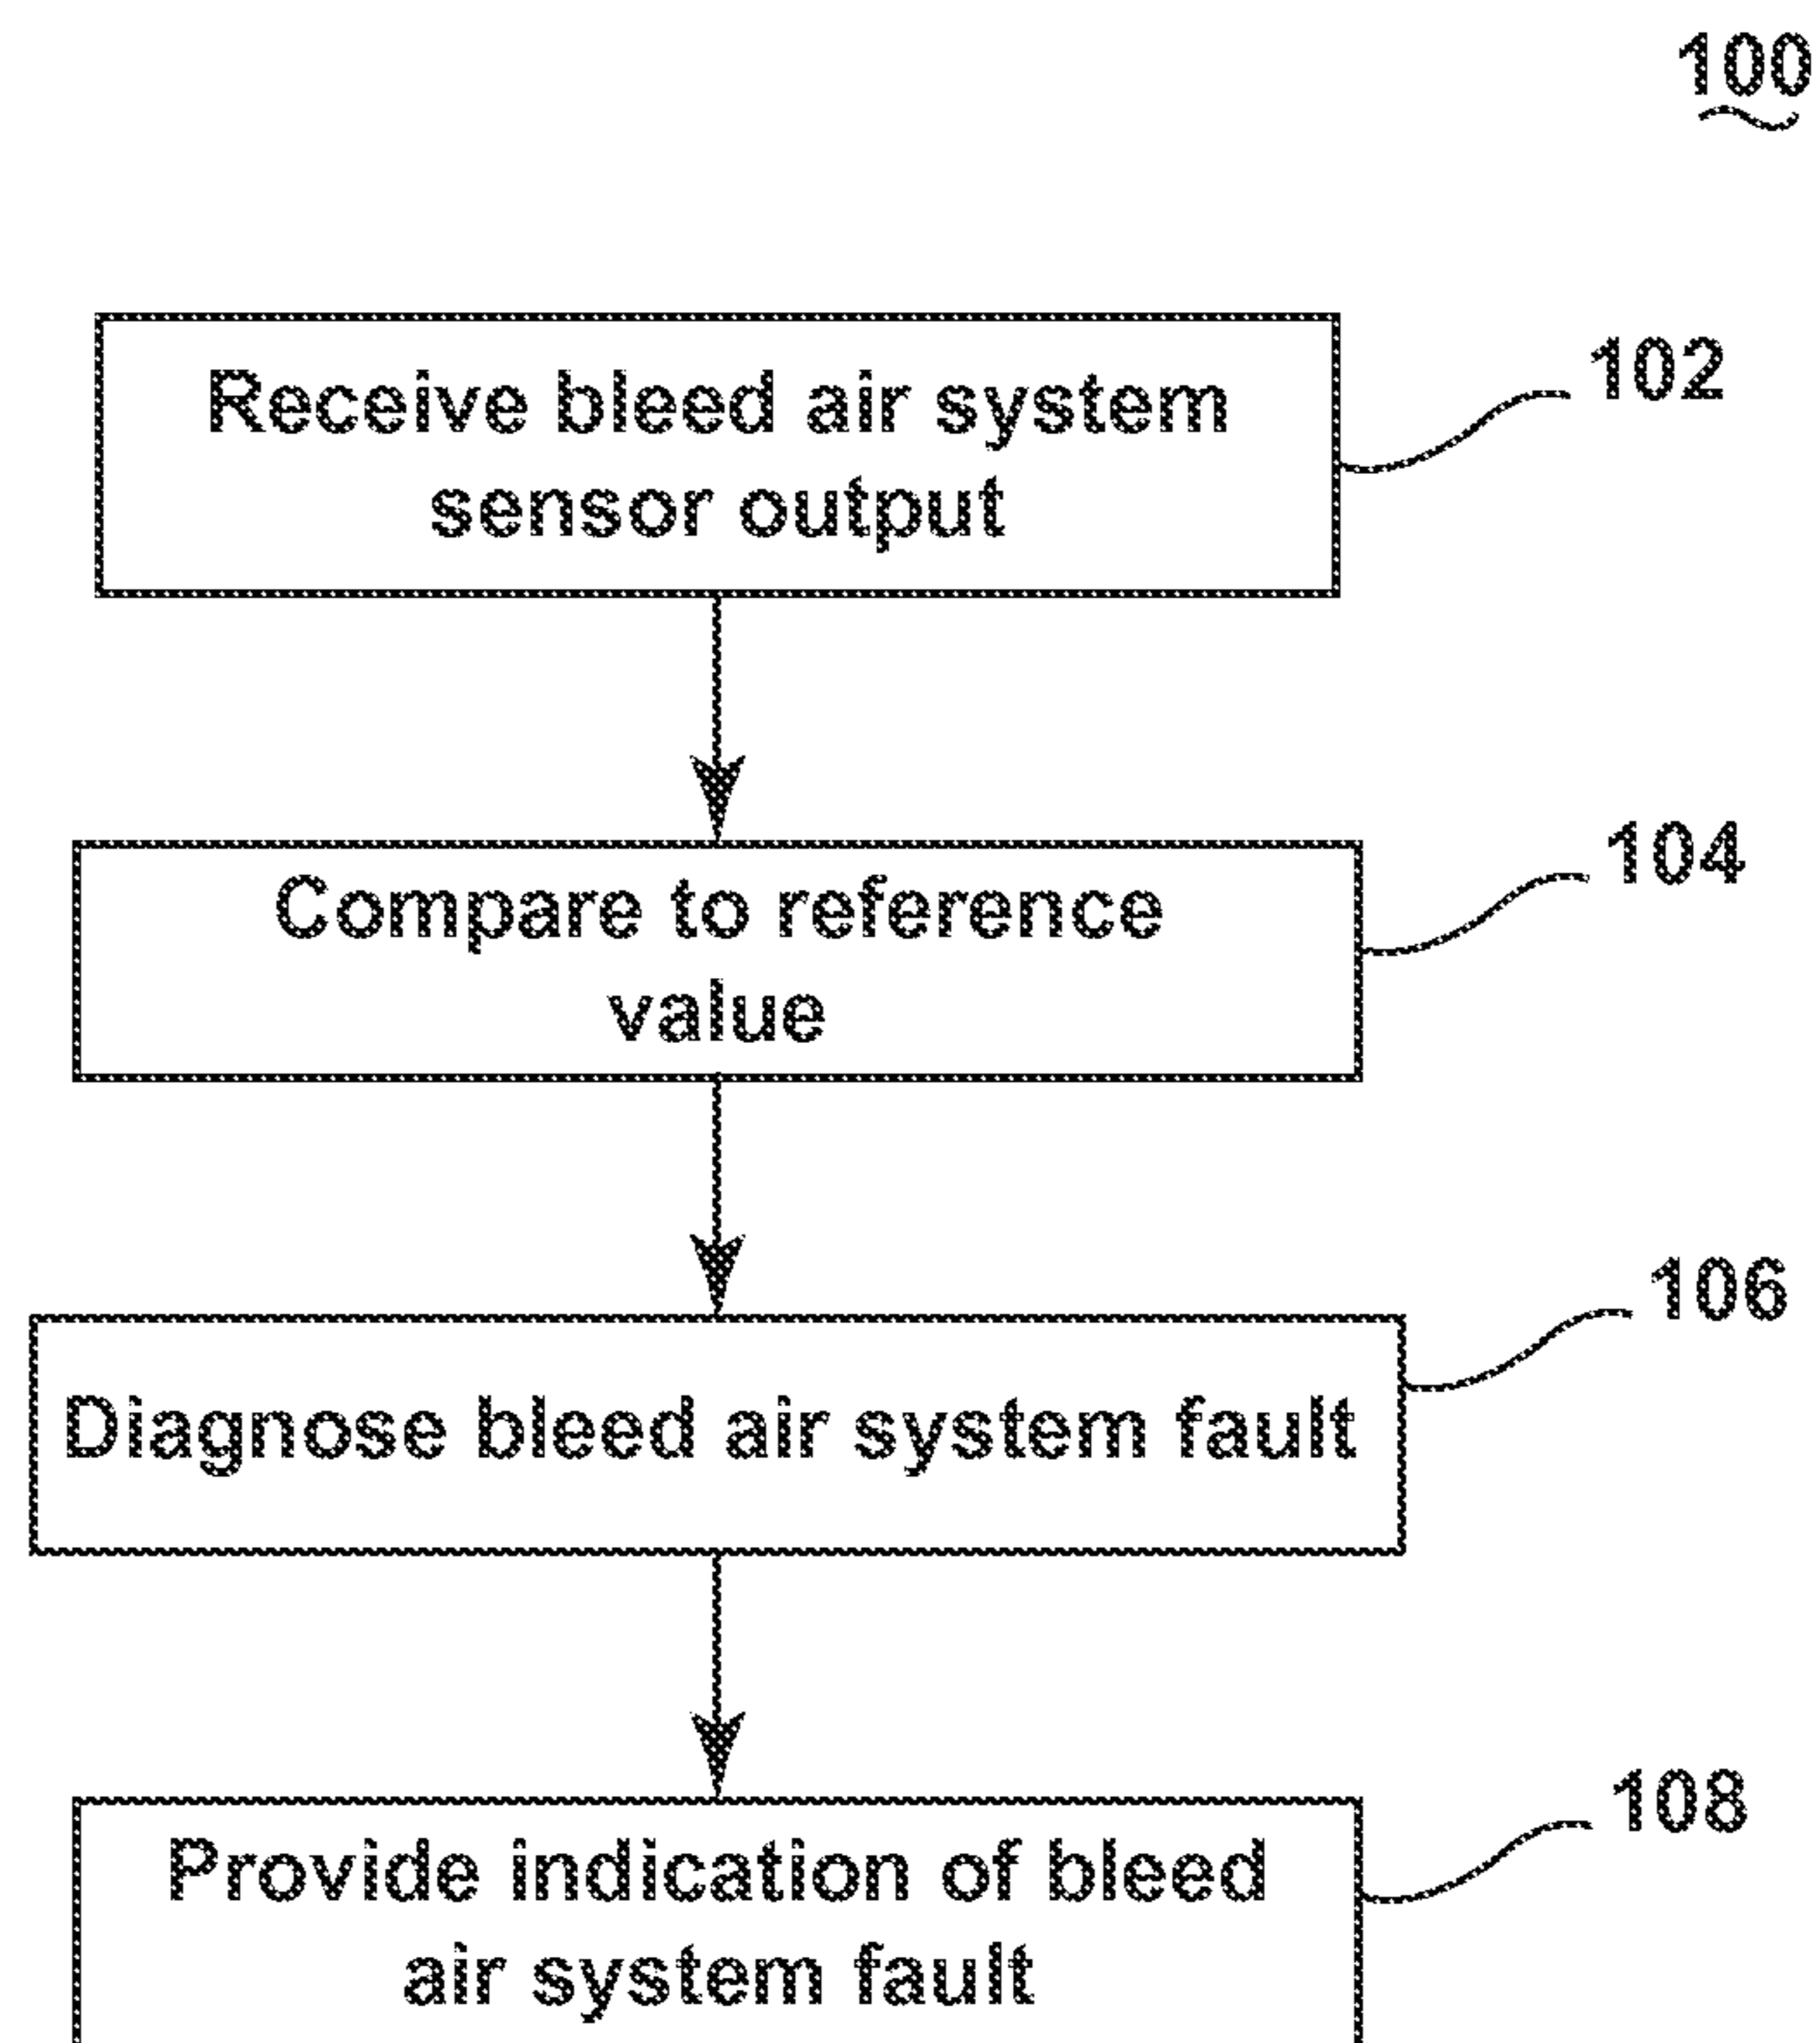 100
Receive bleed air system
sensor output
102
Compare to reference
value
104
Diagnose bleed air system fault
106
Provide indication of bleed
air system fault
108